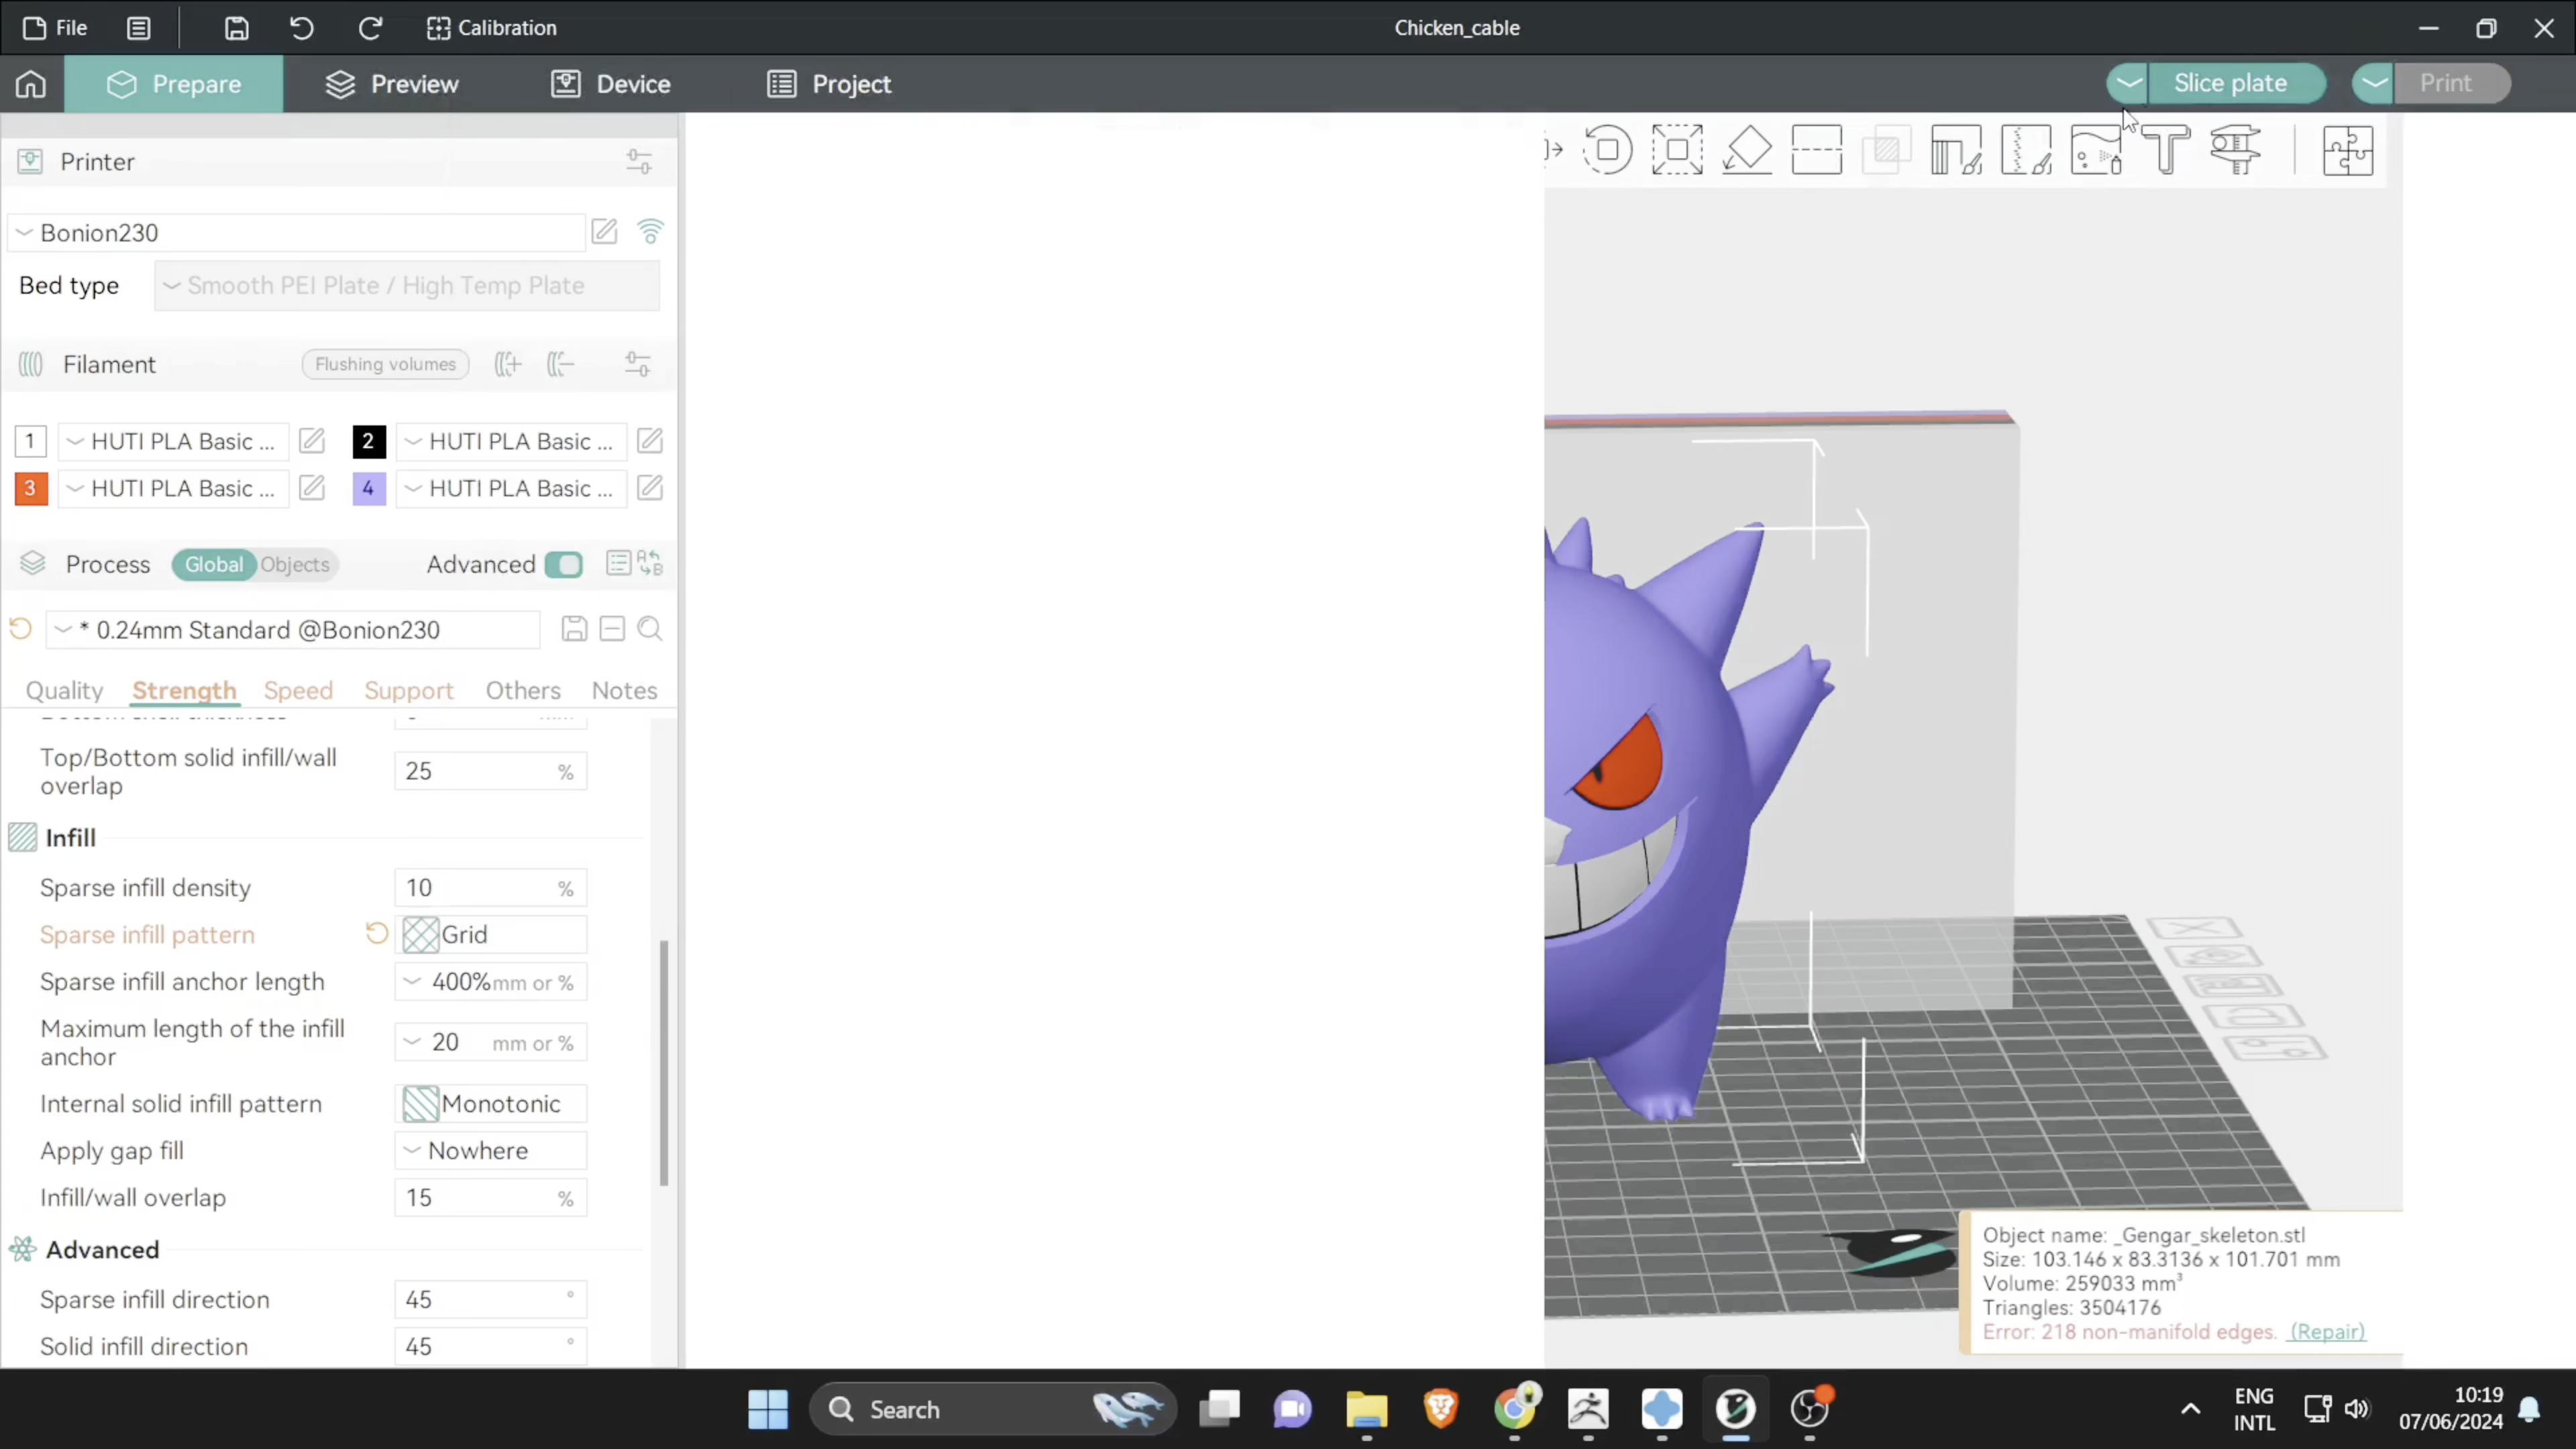 File
Calibration
Chicken_cable
Prepare
Preview
Device
Project
Slice plate
Print
Printer
Bonion230
Bed type
Smooth PEI Plate / High Temp Plate
Filament
Flushing volumes
1 HUTI PLA Basic ...
2 HUTI PLA Basic ...
3 HUTI PLA Basic ...
4 HUTI PLA Basic ...
Process Global Objects Advanced
* 0.24mm Standard @Bonion230
Quality Strength Speed Support Others Notes
Top/Bottom solid infill/wall
overlap
25 %
Infill
Sparse infill density 10 %
Sparse infill pattern Grid
Sparse infill anchor length 400% mm or %
Maximum length of the infill
anchor
20 mm or %
Internal solid infill pattern Monotonic
Apply gap fill Nowhere
Infill/wall overlap 15 %
Advanced
Sparse infill direction 45 °
Solid infill direction 45 °
Object name: _Gengar_skeleton.stl
Size: 103.146 x 83.3136 x 101.701 mm
Volume: 259033 mm³
Triangles: 3504176
Error: 218 non-manifold edges. (Repair)
Search
ENG
INTL
10:19
07/06/2024